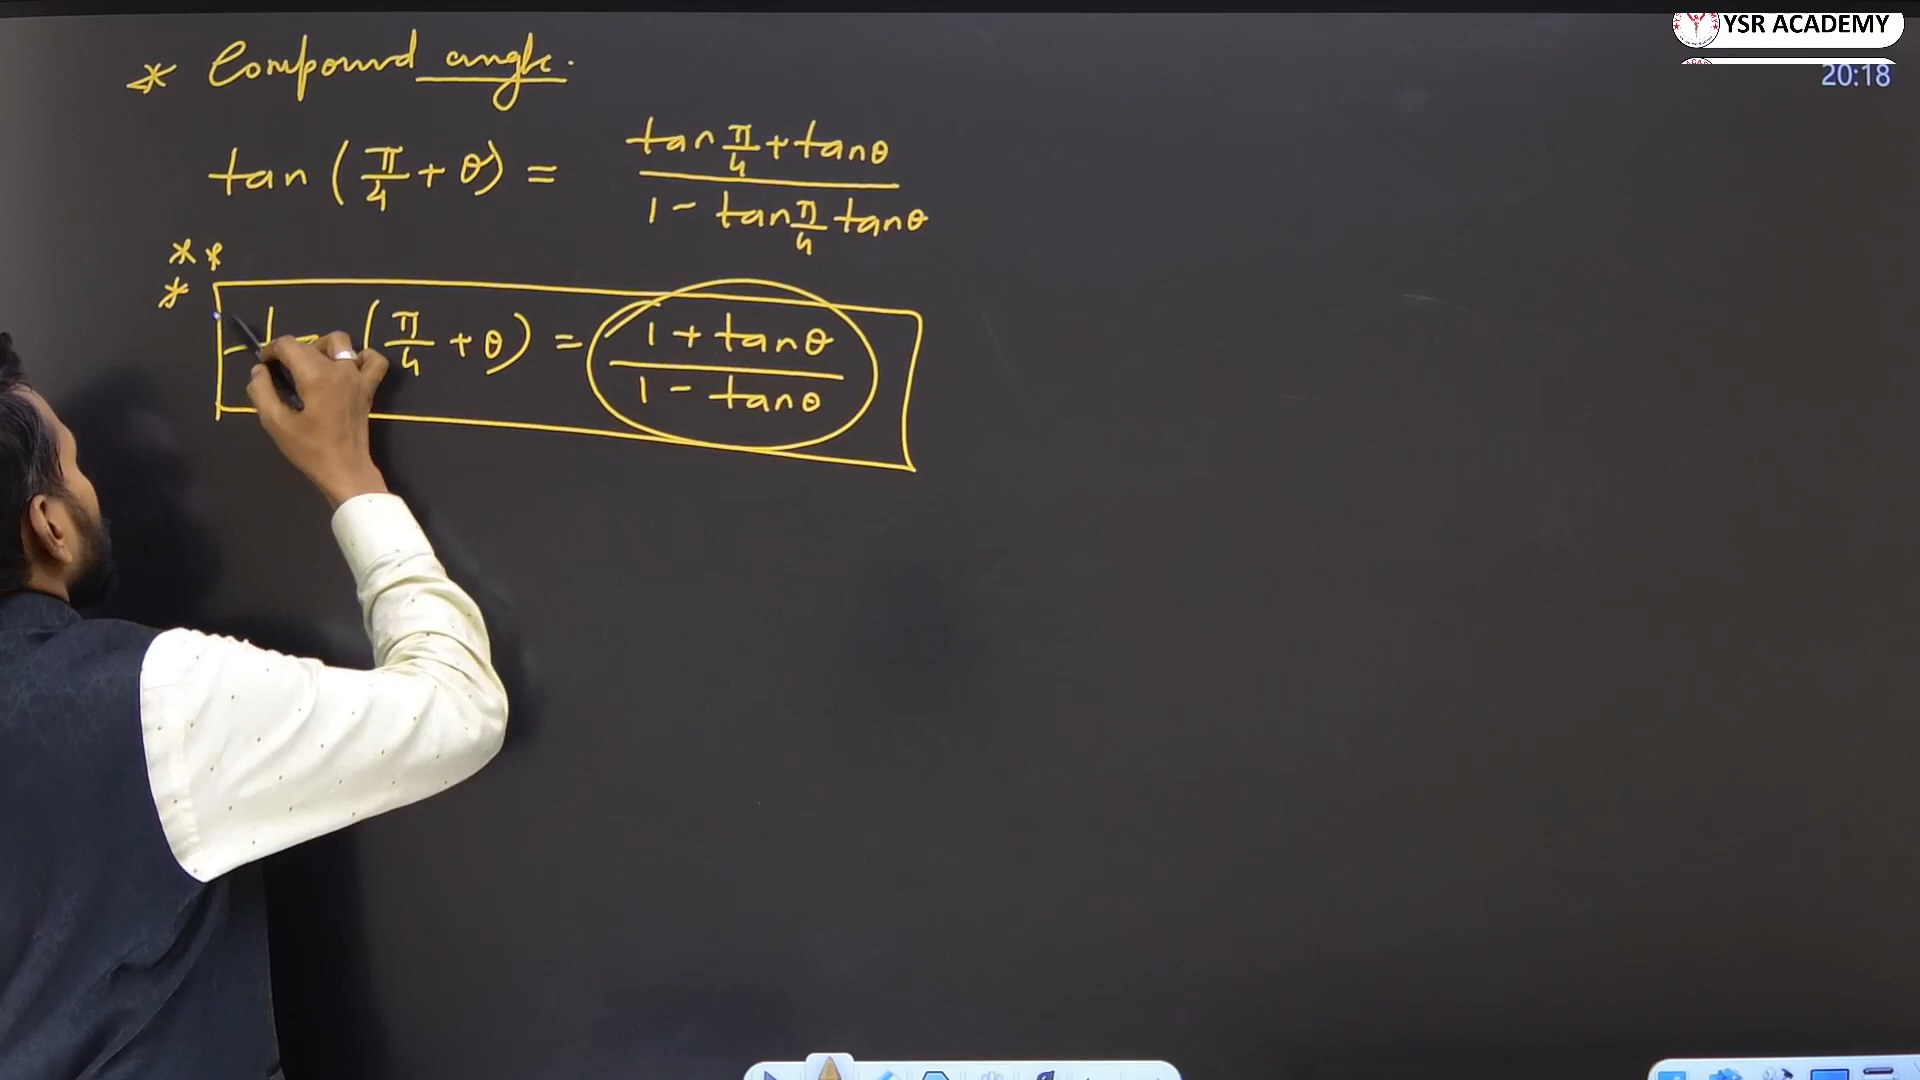 YSR ACADEMY
20:18
* Compound angle.
tan (π/4 + θ) = (tan π/4 + tan θ) / (1 - tan π/4 tan θ)
* *
*
(π/4 + θ) = (1 + tan θ) / (1 - tan θ)